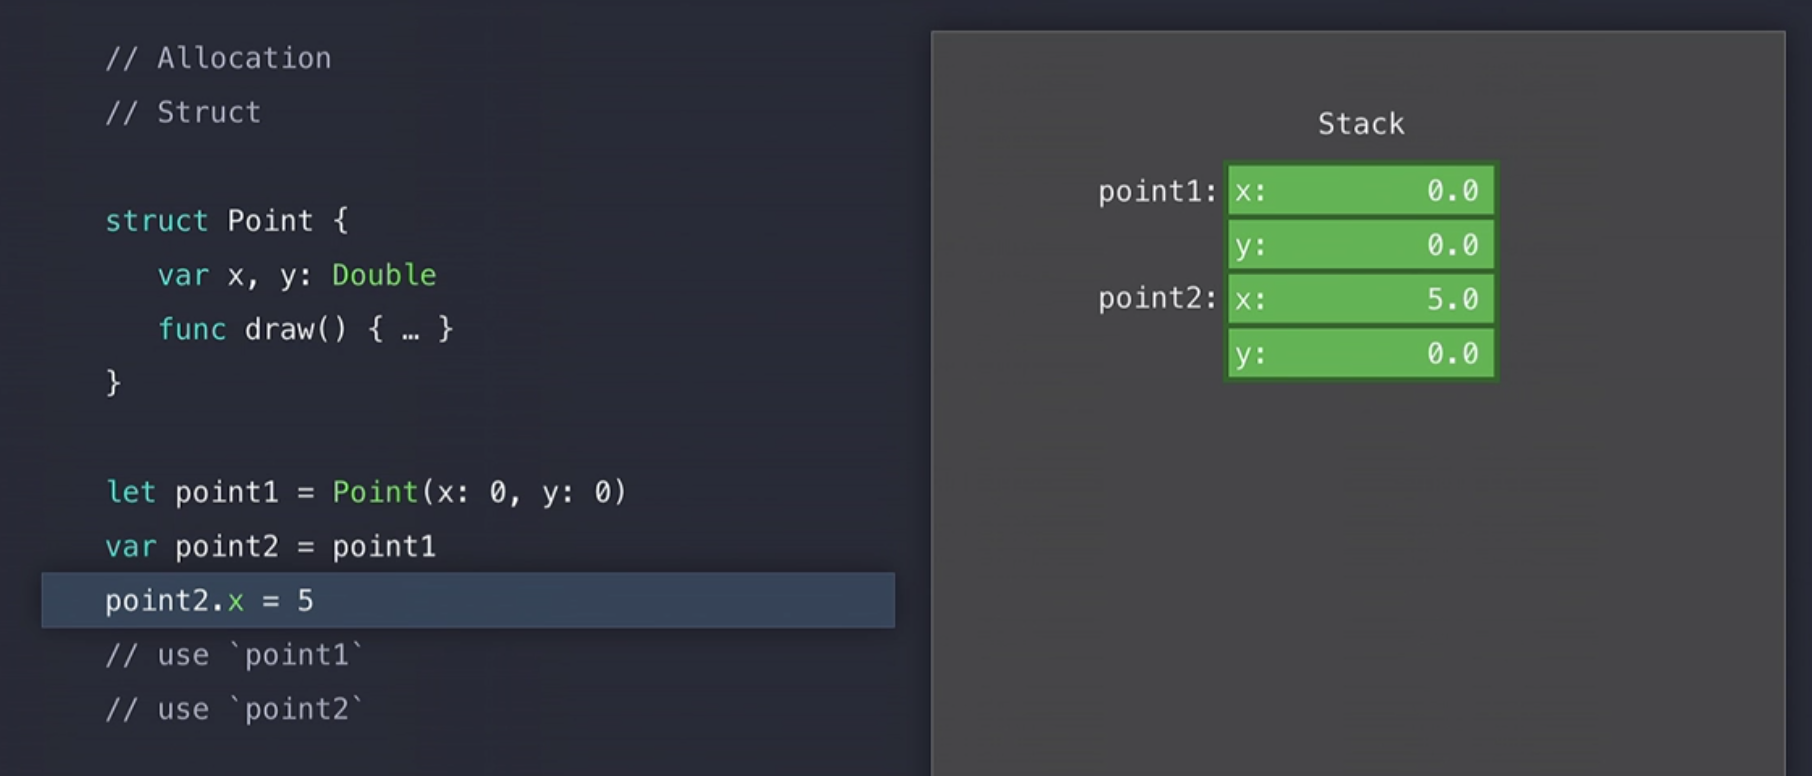 // Allocation
// Struct
struct Point {
   var x, y: Double
   func draw() { … }
}
let point1 = Point(x: 0, y: 0)
var point2 = point1
point2.x = 5
// use `point1`
// use `point2`
Stack
point1: x: 0.0
y: 0.0
point2: x: 5.0
y: 0.0